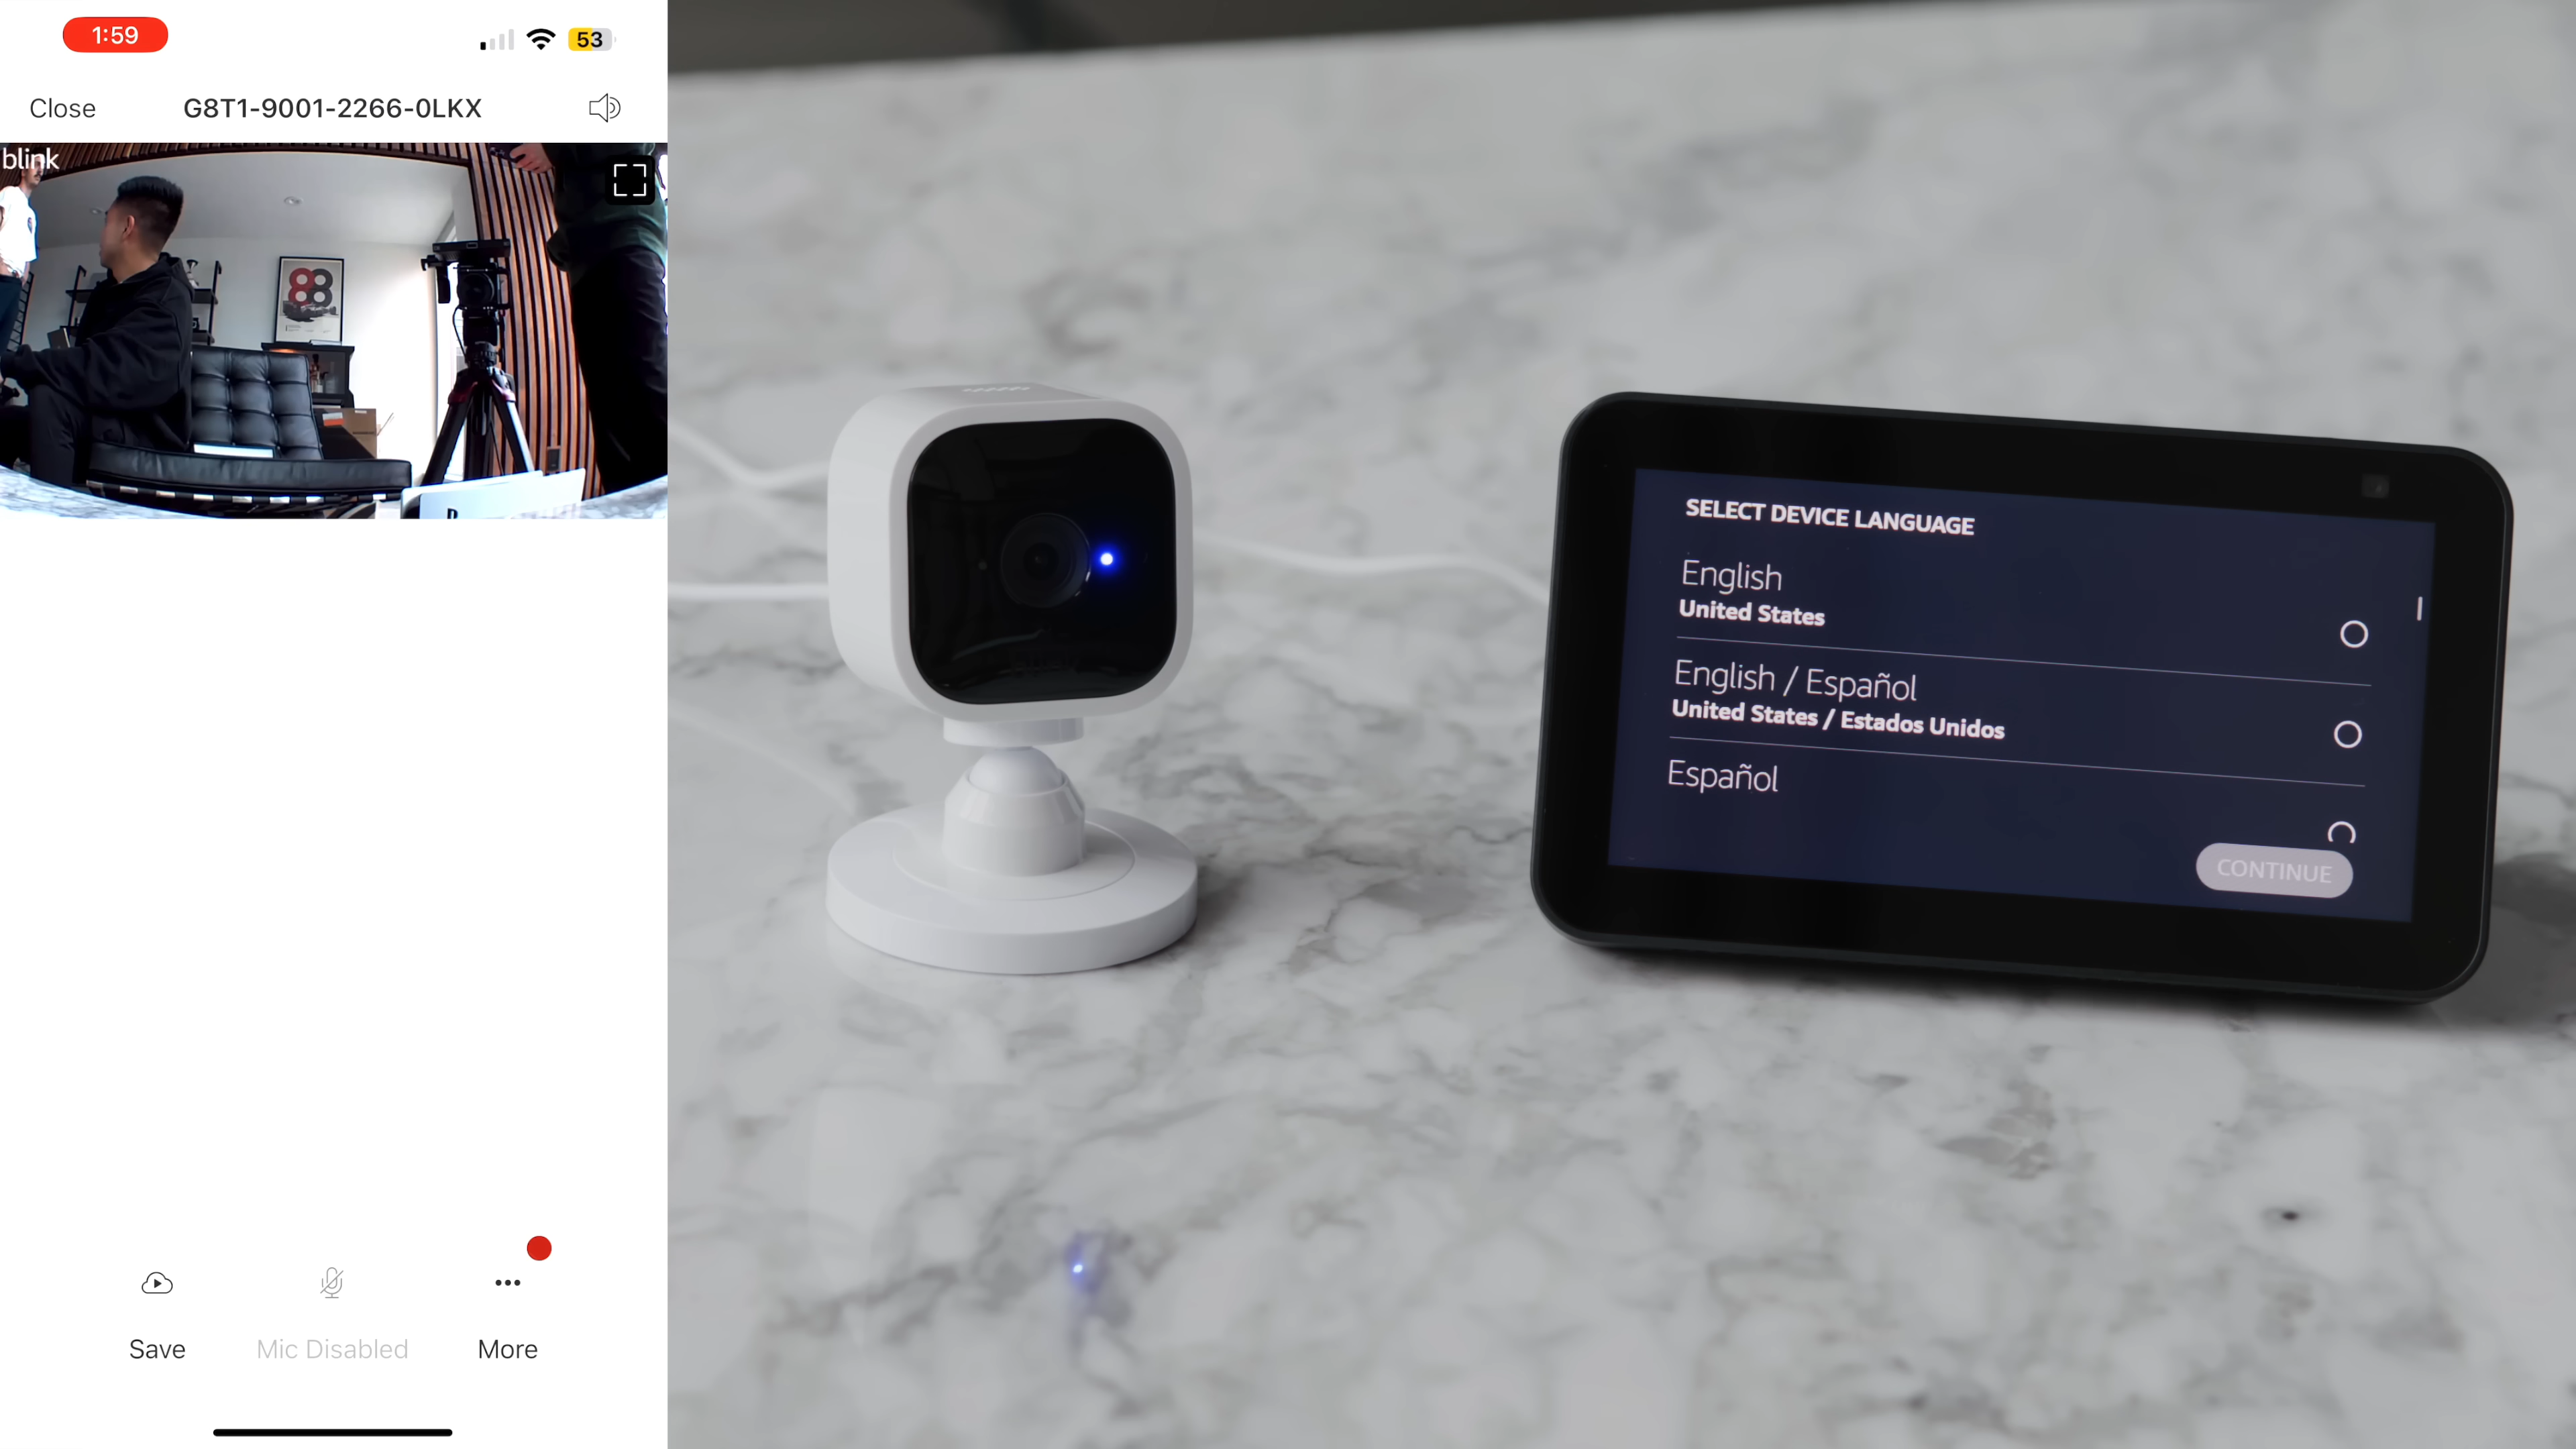 1:59
53
Close
G8T1-9001-2266-0LKX
blink
88
Save
Mic Disabled
More
SELECT DEVICE LANGUAGE
English
United States
English / Español
United States / Estados Unidos
Español
CONTINUE